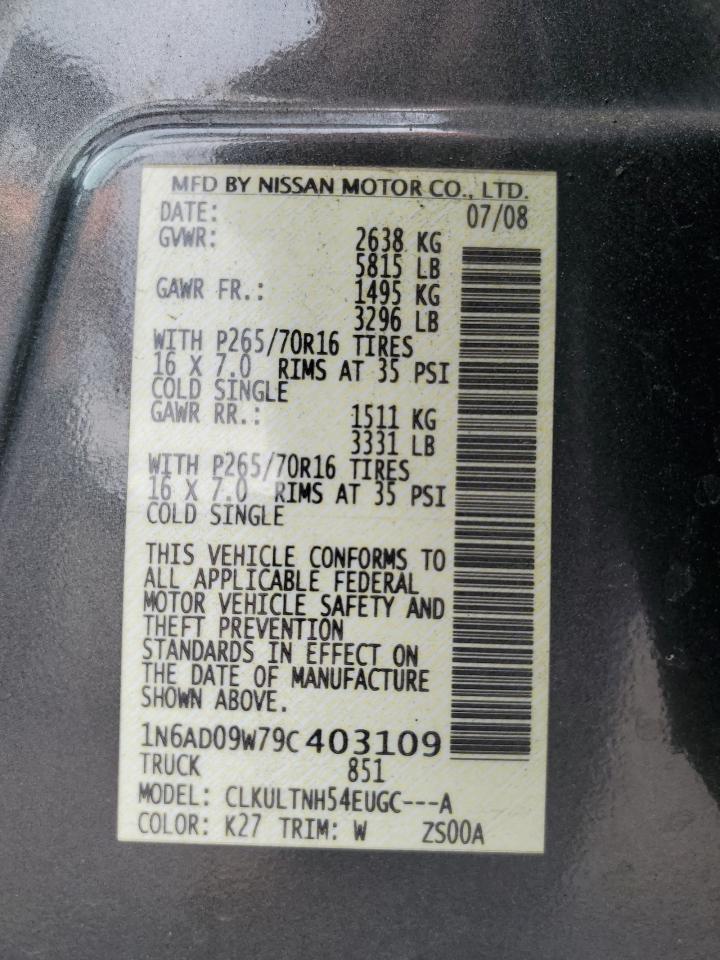 MFD BY NISSAN MOTOR CO., LTD.
DATE: 07/08
GVWR: 2638 KG
5815 LB
GAWR FR.: 1495 KG
3296 LB
WITH P265/70R16 TIRES
16 X 7.0 RIMS AT 35 PSI
COLD SINGLE
GAWR RR.: 1511 KG
3331 LB
WITH P265/70R16 TIRES
16 X 7.0 RIMS AT 35 PSI
COLD SINGLE
THIS VEHICLE CONFORMS TO
ALL APPLICABLE FEDERAL
MOTOR VEHICLE SAFETY AND
THEFT PREVENTION
STANDARDS IN EFFECT ON
THE DATE OF MANUFACTURE
SHOWN ABOVE.
1N6AD09W79C403109
TRUCK 851
MODEL: CLKULTNH54EUGC---A
COLOR: K27 TRIM: W ZS00A